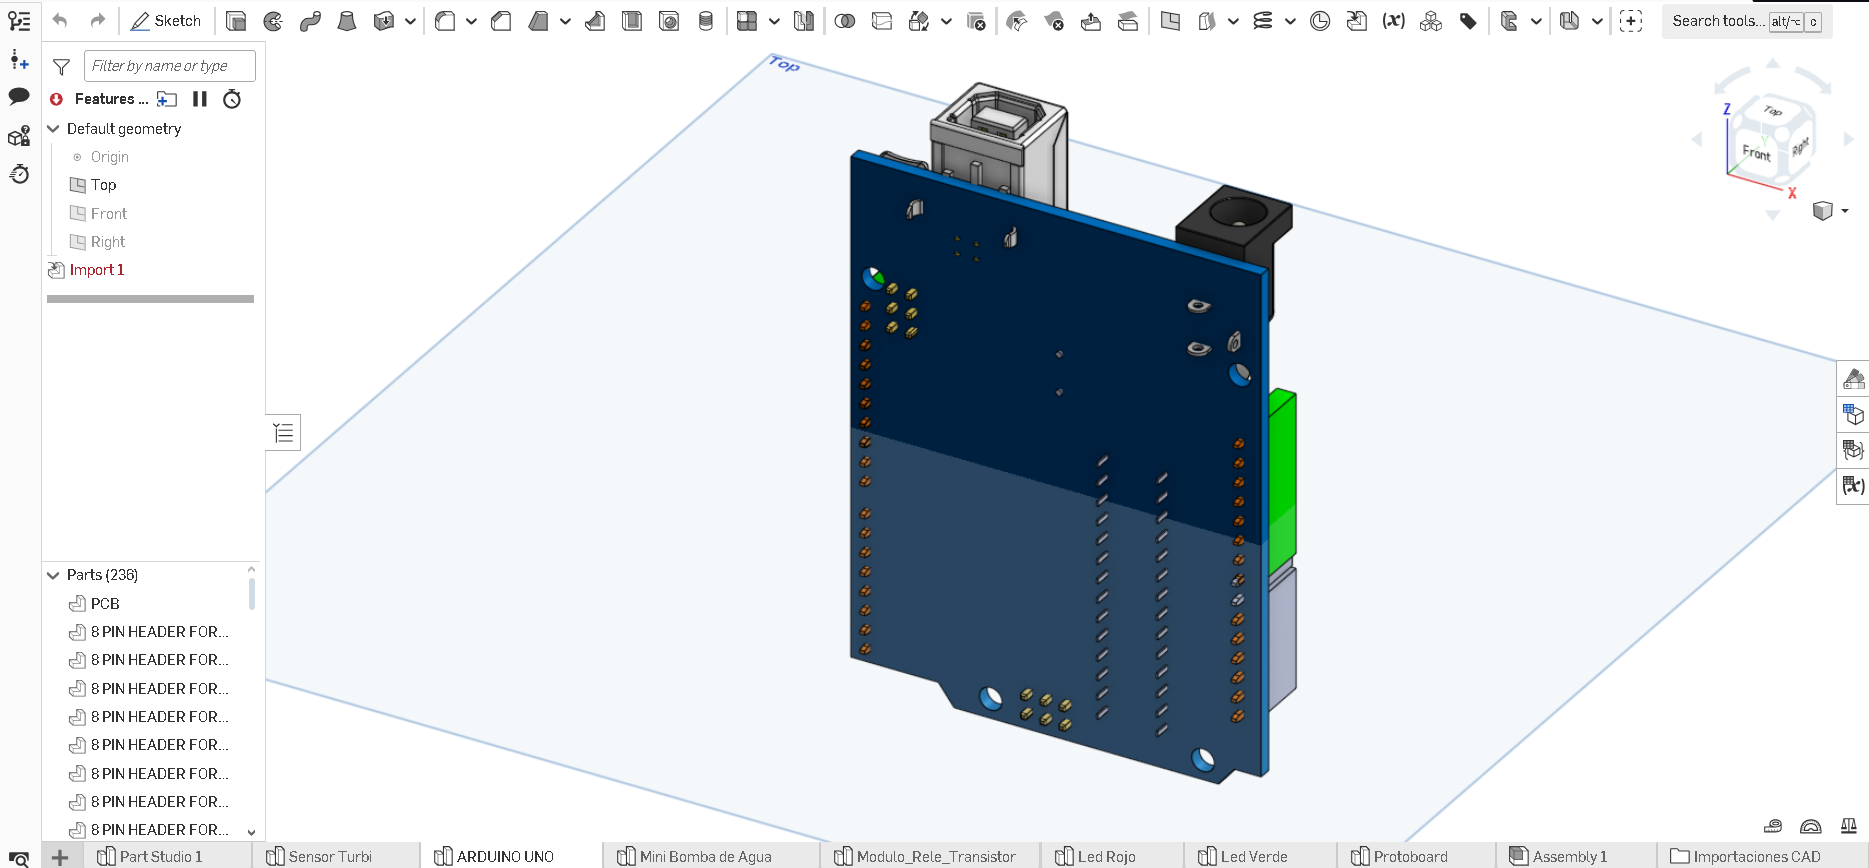 Sketch
(x)
Search tools... alt/⌥ c
Filter by name or type
Features ...
Default geometry
Origin
Top
Front
Right
Import 1
Parts (236)
PCB
8 PIN HEADER FOR...
8 PIN HEADER FOR...
8 PIN HEADER FOR...
8 PIN HEADER FOR...
8 PIN HEADER FOR...
8 PIN HEADER FOR...
8 PIN HEADER FOR...
8 PIN HEADER FOR...
Top
Z
Top
Y
Front
Right
X
(x)
Part Studio 1
Sensor Turbi
ARDUINO UNO
Mini Bomba de Agua
Modulo_Rele_Transistor
Led Rojo
Led Verde
Protoboard
Assembly 1
Importaciones CAD